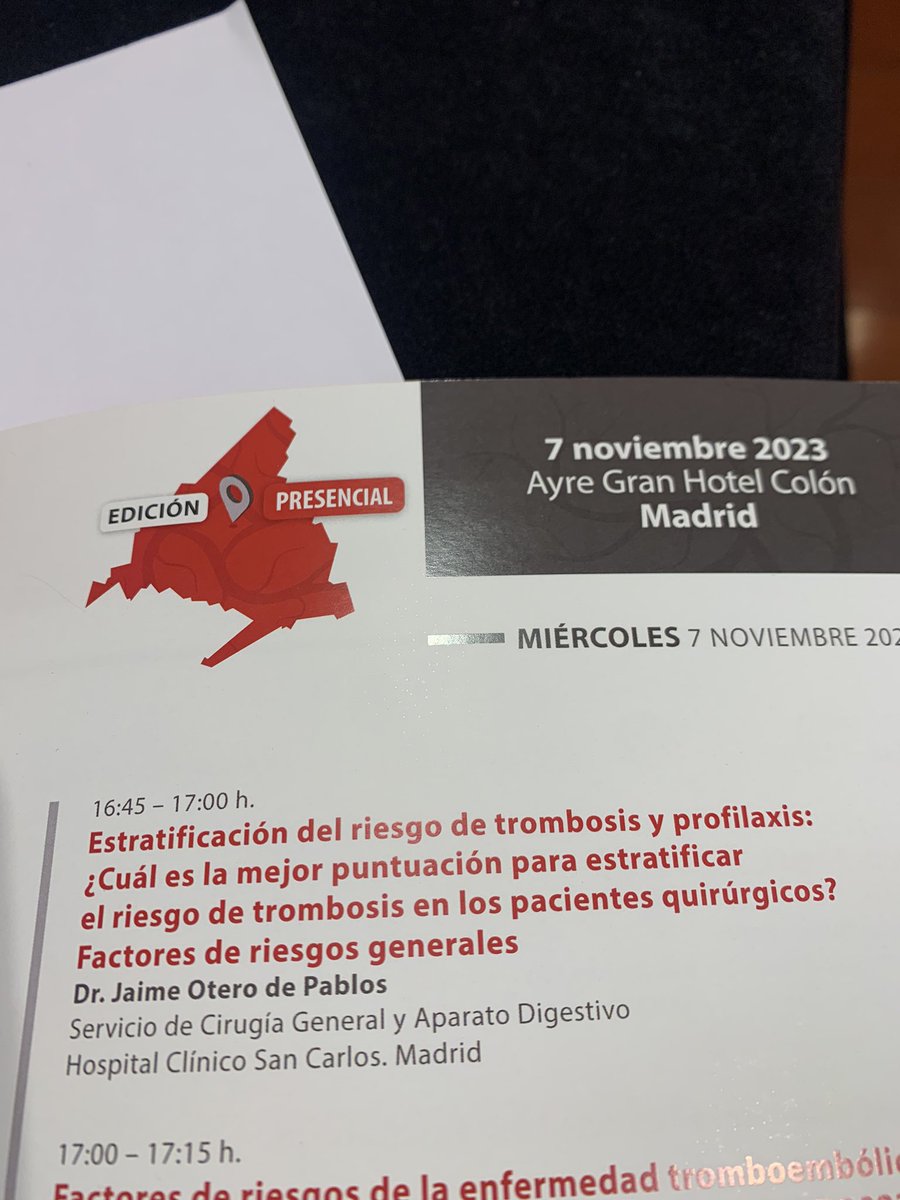 EDICIÓN PRESENCIAL
7 noviembre 2023
Ayre Gran Hotel Colón
Madrid
MIÉRCOLES 7 NOVIEMBRE
16:45 – 17:00 h.
Estratificación del riesgo de trombosis y profilaxis:
¿Cuál es la mejor puntuación para estratificar
el riesgo de trombosis en los pacientes quirúrgicos?
Factores de riesgos generales
Dr. Jaime Otero de Pablos
Servicio de Cirugía General y Aparato Digestivo
Hospital Clínico San Carlos. Madrid
17:00 – 17:15 h.
Factores de riesgos de la enfermedad